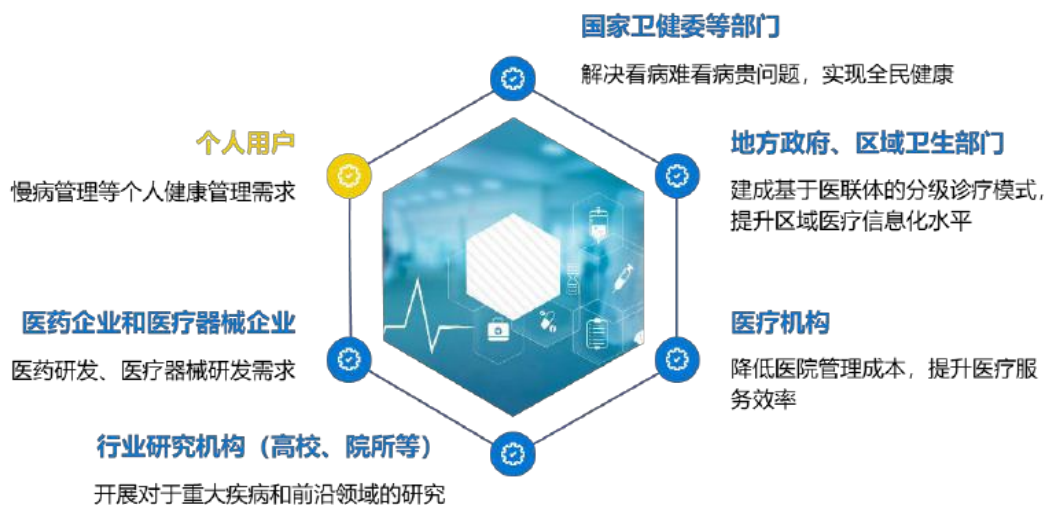 国家卫健委等部门
解决看病难看病贵问题，实现全民健康
个人用户
慢病管理等个人健康管理需求
地方政府、区域卫生部门
建成基于医联体的分级诊疗模式，
提升区域医疗信息化水平
医药企业和医疗器械企业
医药研发、医疗器械研发需求
医疗机构
降低医院管理成本，提升医疗服
务效率
行业研究机构（高校、院所等）
开展对于重大疾病和前沿领域的研究